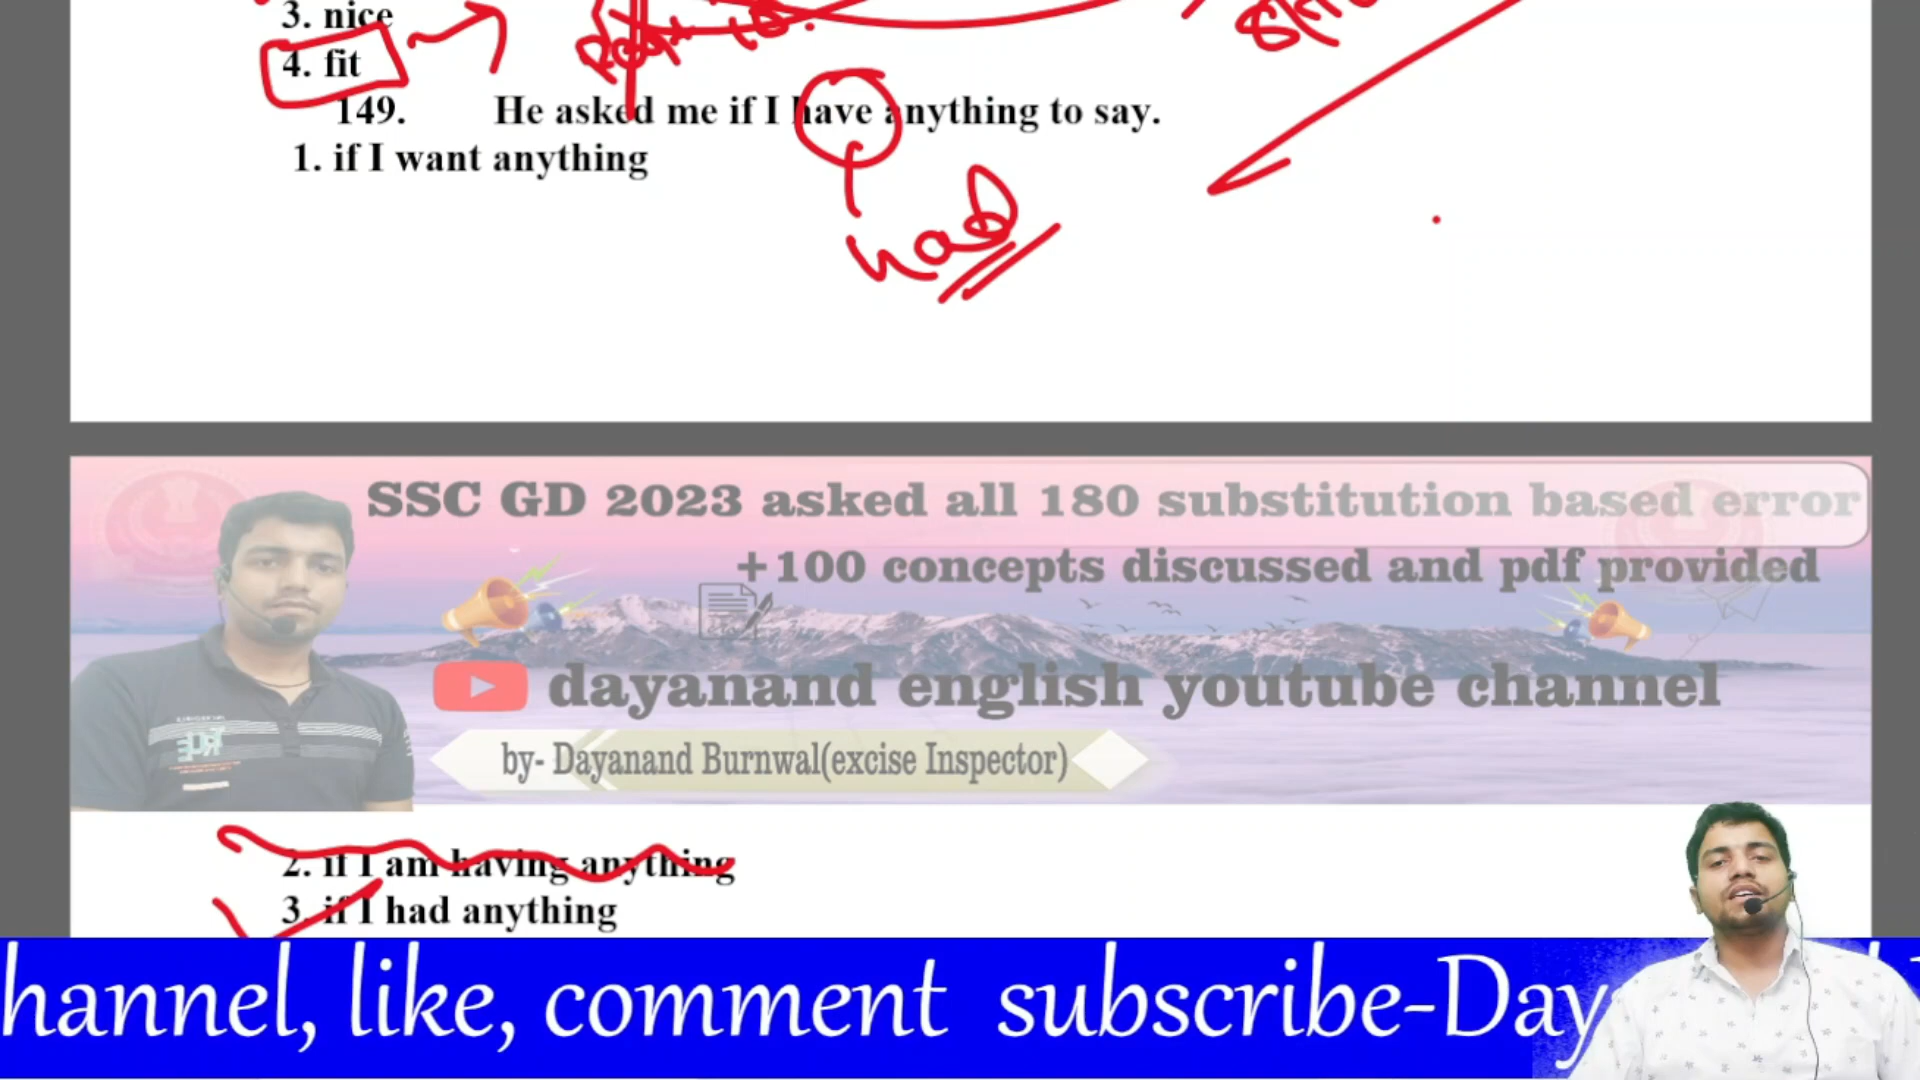 3. nice
4. fit
149. He asked me if I have anything to say.
1. if I want anything
had
SSC GD 2023 asked all 180 substitution based error
+100 concepts discussed and pdf provided
dayanand english youtube channel
by- Dayanand Burnwal(excise Inspector)
2. if I am having anything
3. if I had anything
hannel, like, comment subscribe-Day